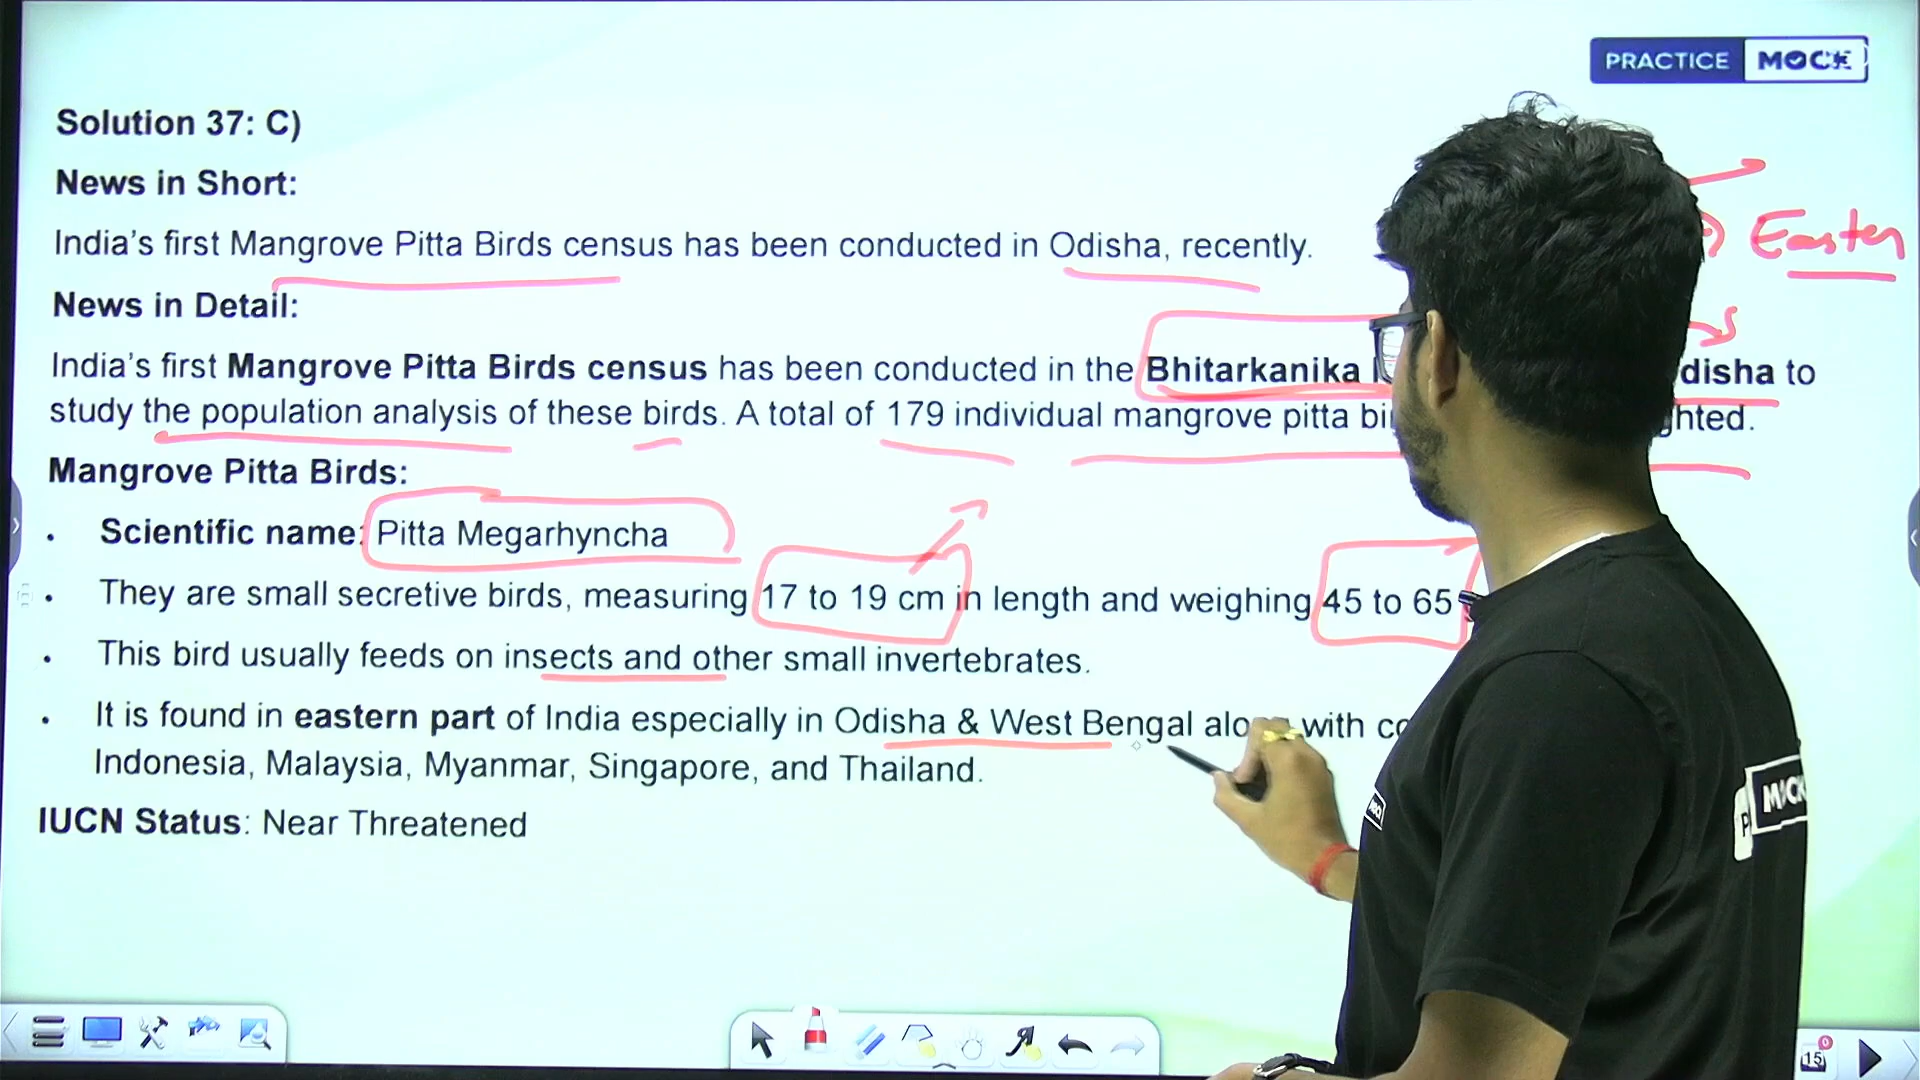 PRACTICE MOCK
Solution 37: C)
News in Short:
India's first Mangrove Pitta Birds census has been conducted in Odisha, recently.
Easter
News in Detail:
India's first Mangrove Pitta Birds census has been conducted in the Bhitarkanika disha to
study the population analysis of these birds. A total of 179 individual mangrove pitta hted.
Mangrove Pitta Birds:
• Scientific name: Pitta Megarhyncha
• They are small secretive birds, measuring 17 to 19 cm in length and weighing 45 to 65
• This bird usually feeds on insects and other small invertebrates.
• It is found in eastern part of India especially in Odisha & West Bengal with
Indonesia, Malaysia, Myanmar, Singapore, and Thailand.
MOCK
IUCN Status: Near Threatened
15
0